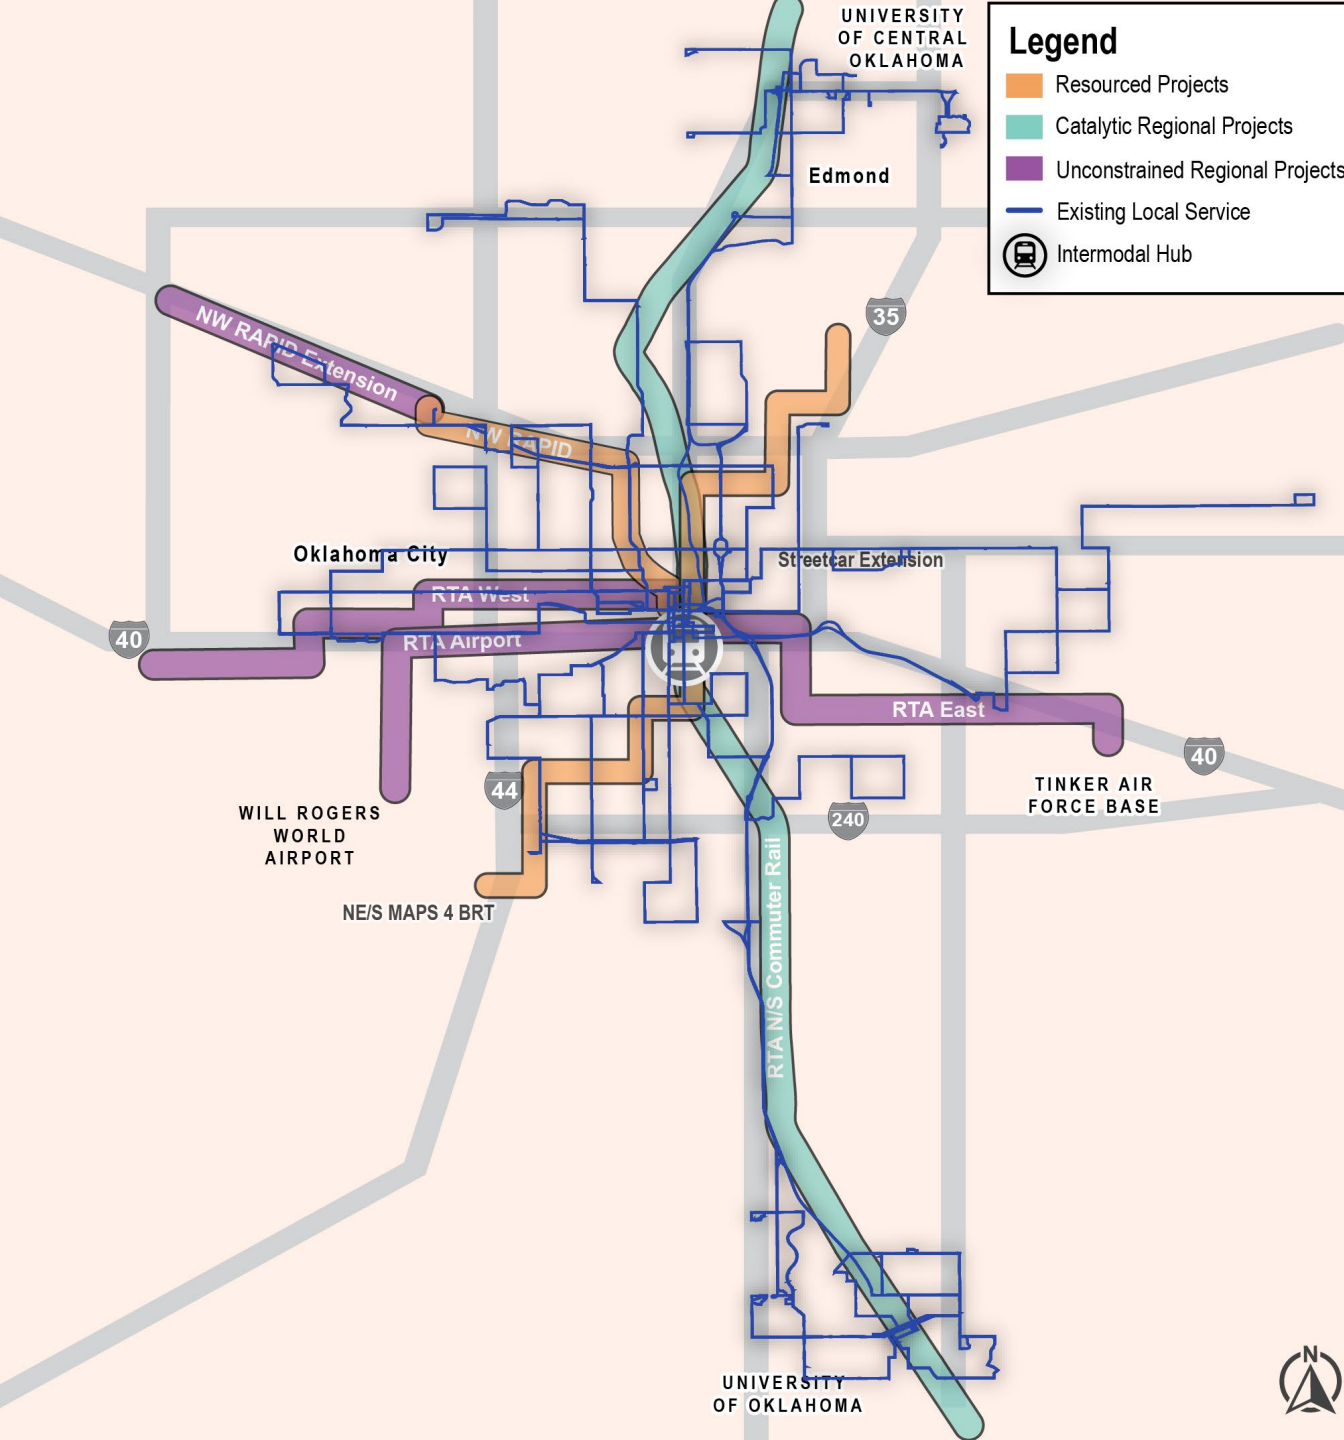 UNIVERSITY
OF CENTRAL
OKLAHOMA
Legend
Resourced Projects
Catalytic Regional Projects
Unconstrained Regional Projects
Existing Local Service
Intermodal Hub
Edmond
35
NW RAPID Extension
NW RAPID
Oklahoma City
Streetcar Extension
RTA West
40
RTA Airport
RTA East
40
44
TINKER AIR
FORCE BASE
WILL ROGERS
WORLD
AIRPORT
240
NE/S MAPS 4 BRT
RTA N/S Commuter Rail
UNIVERSITY
OF OKLAHOMA
N